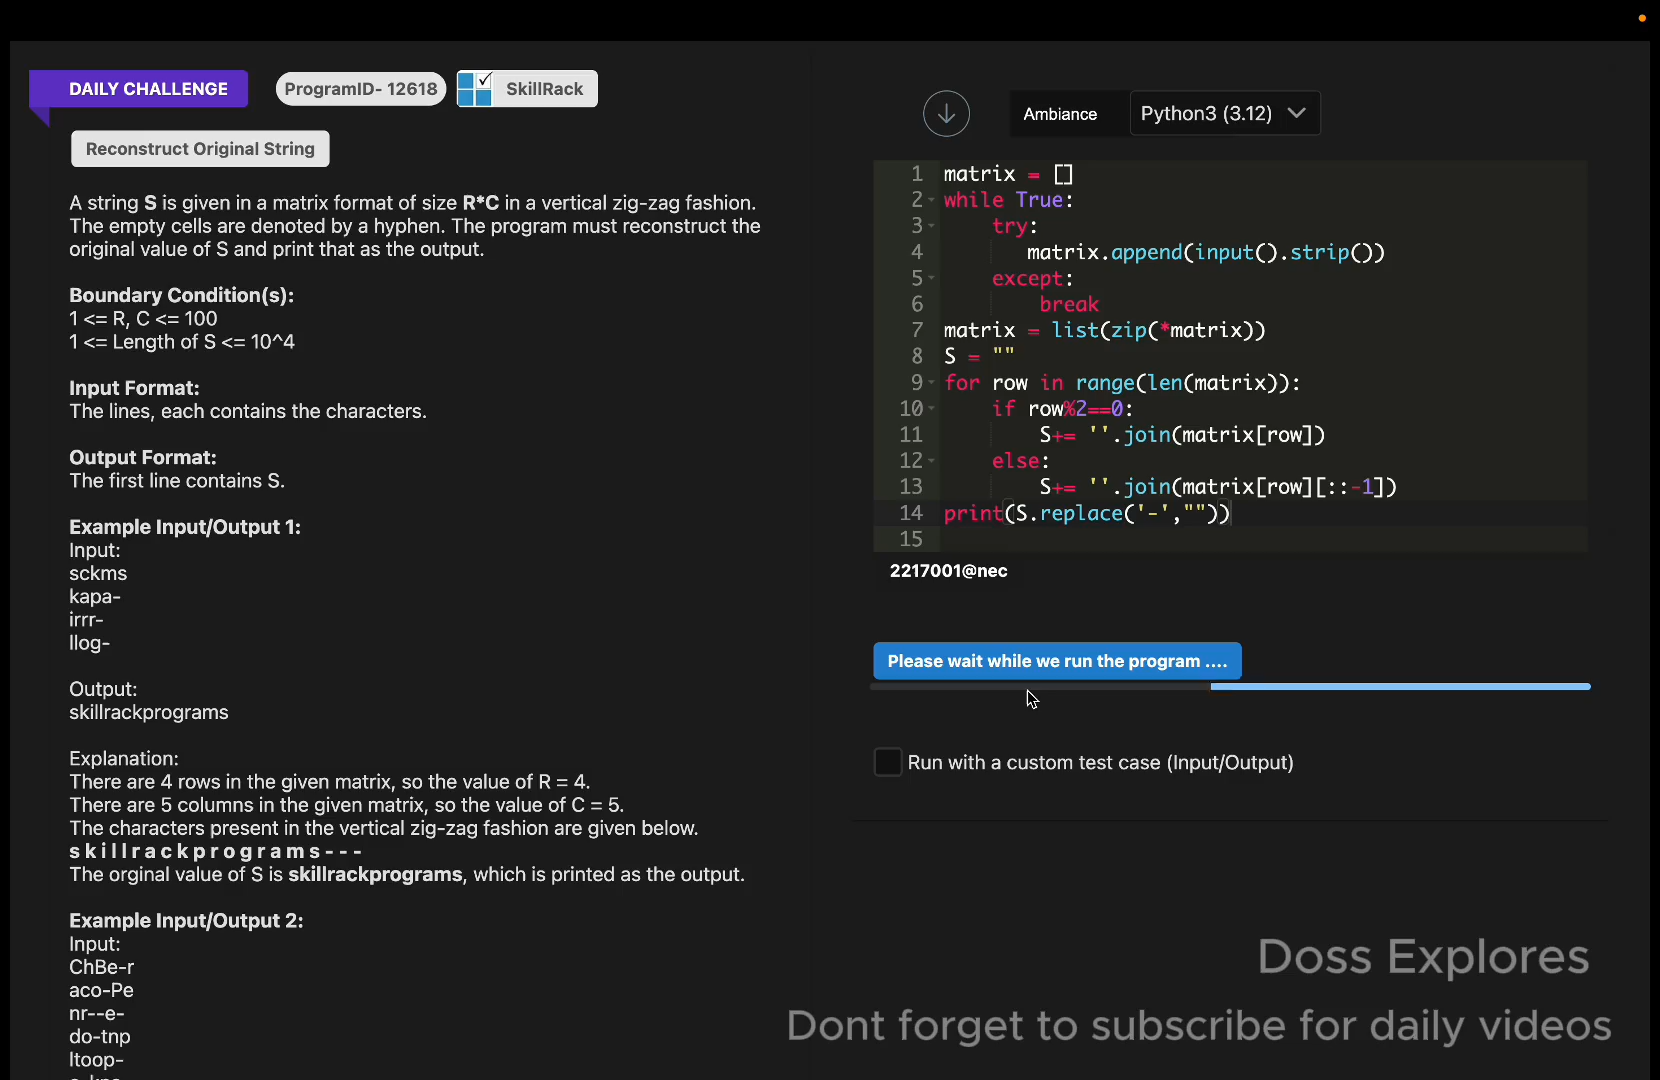 DAILY CHALLENGE
ProgramID- 12618
SkillRack
Reconstruct Original String
A string S is given in a matrix format of size R*C in a vertical zig-zag fashion.
The empty cells are denoted by a hyphen. The program must reconstruct the
original value of S and print that as the output.
Boundary Condition(s):
1 <= R, C <= 100
1 <= Length of S <= 10^4
Input Format:
The lines, each contains the characters.
Output Format:
The first line contains S.
Example Input/Output 1:
Input:
sckms
kapa-
irrr-
llog-
Output:
skillrackprograms
Explanation:
There are 4 rows in the given matrix, so the value of R = 4.
There are 5 columns in the given matrix, so the value of C = 5.
The characters present in the vertical zig-zag fashion are given below.
s k i l l r a c k p r o g r a m s - - -
The orginal value of S is skillrackprograms, which is printed as the output.
Example Input/Output 2:
Input:
ChBe-r
aco-Pe
nr--e-
do-tnp
ltoop-
Ambiance
Python3 (3.12)
1 matrix = []
2 while True:
3     try:
4        matrix.append(input().strip())
5     except:
6         break
7 matrix = list(zip(*matrix))
8 S = ""
9 for row in range(len(matrix)):
10     if row%2==0:
11         S+= ''.join(matrix[row])
12     else:
13         S+= ''.join(matrix[row][::-1])
14 print(S.replace('-',""))
15
2217001@nec
Please wait while we run the program ....
Run with a custom test case (Input/Output)
Doss Explores
Dont forget to subscribe for daily videos